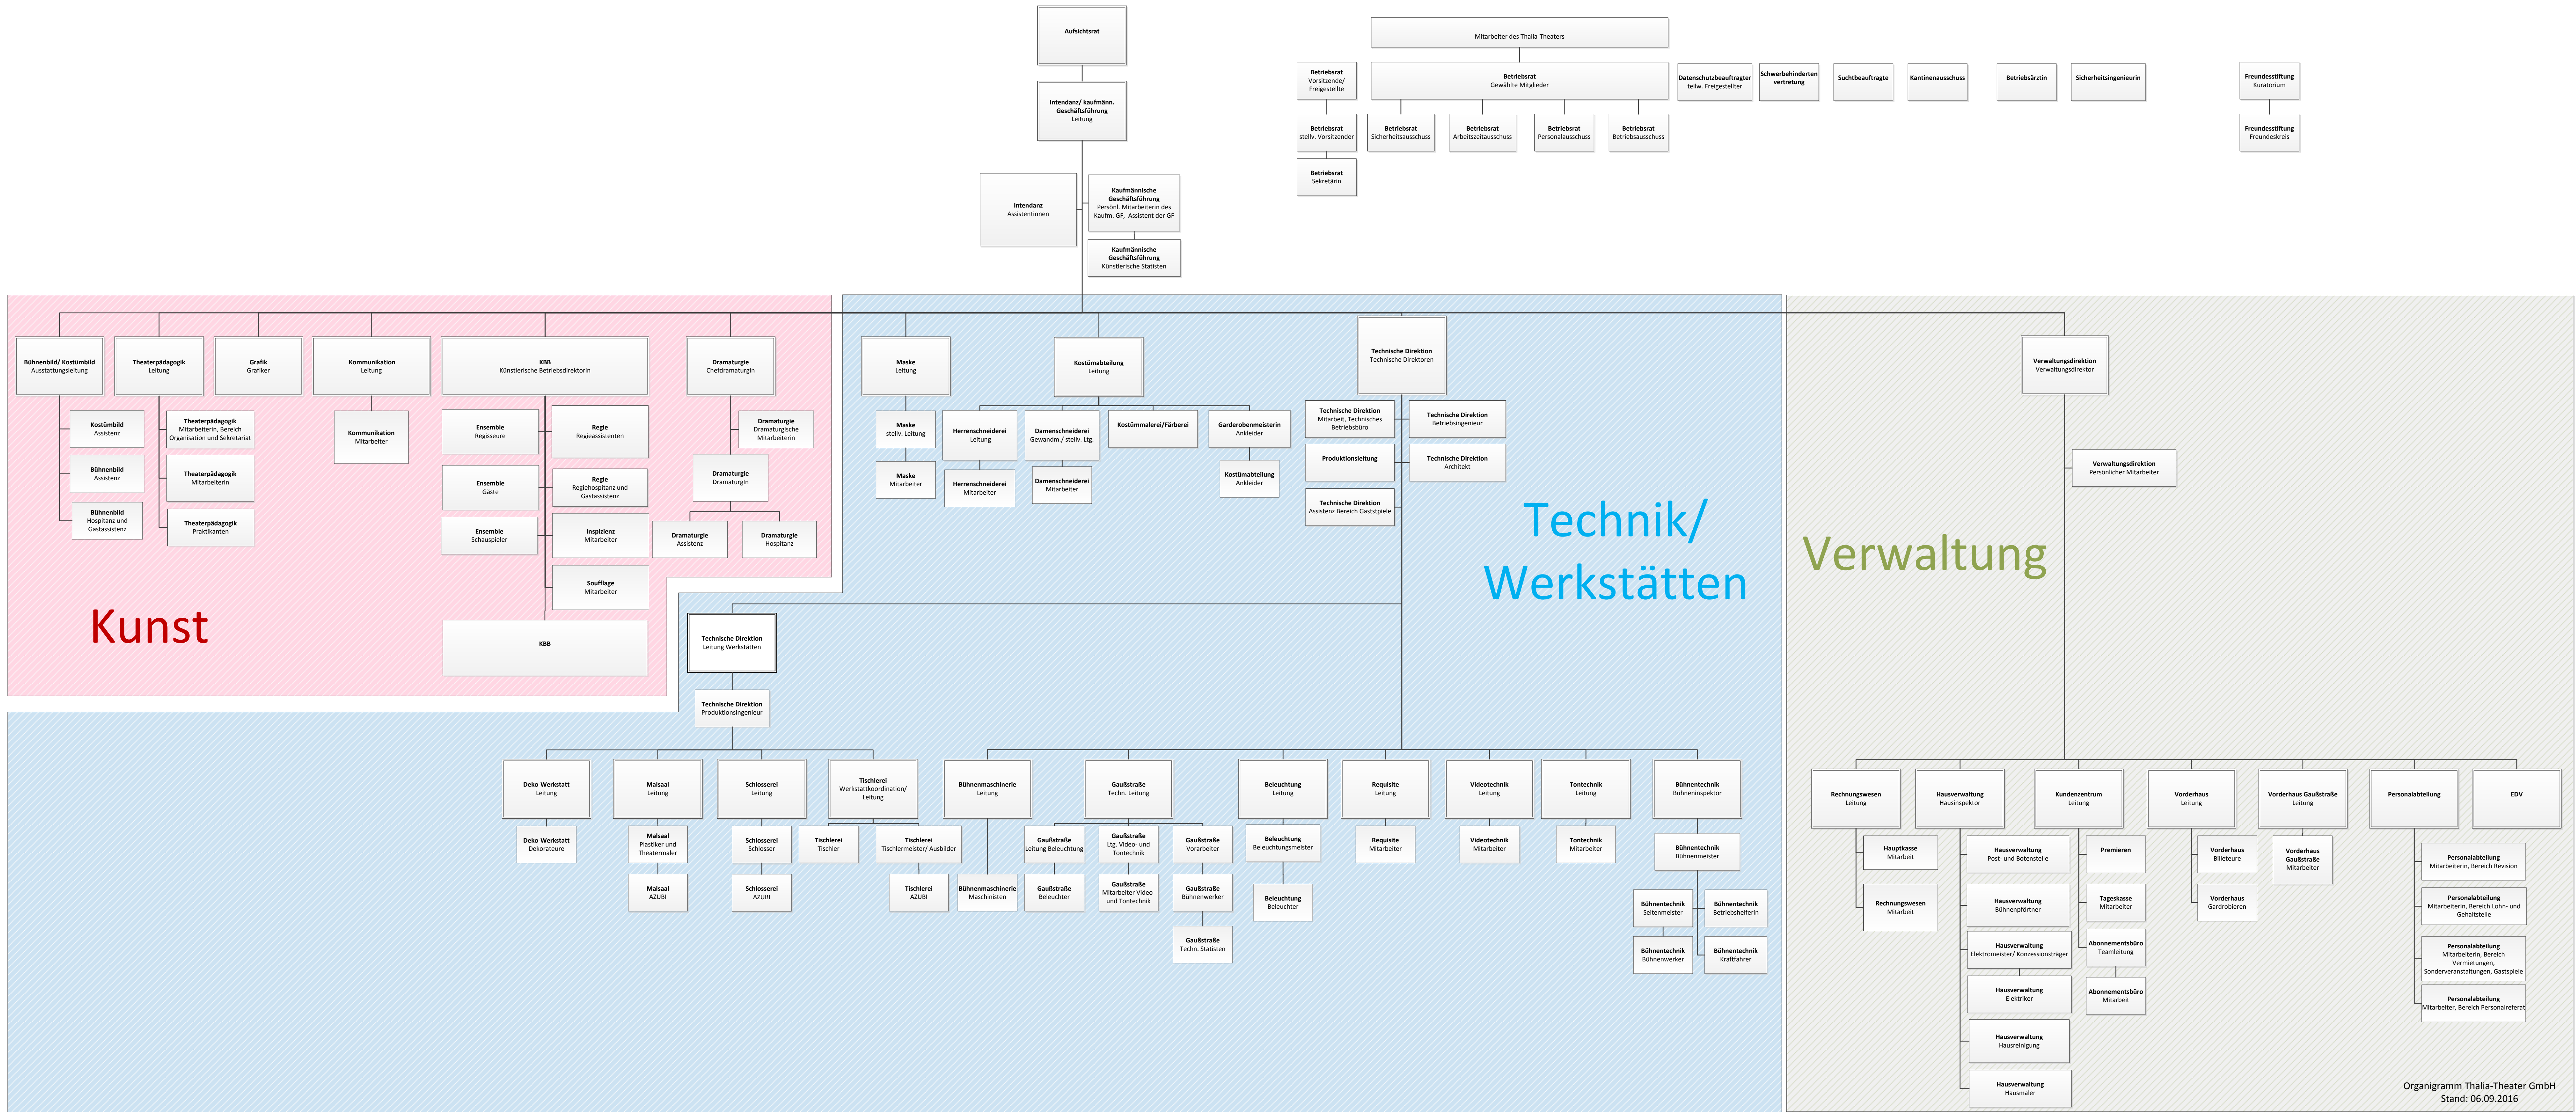 Aufsichtsrat
Intendanz/ kaufmänn.
Geschäftsführung
Leitung
Intendanz
Assistentinnen
Kaufmännische
Geschäftsführung
Persönl. Mitarbeiterin des
Kaufm. GF, Assistent der GF
Kaufmännische
Geschäftsführung
Künstlerische Statisten
Mitarbeiter des Thalia-Theaters
Betriebsrat
Vorsitzende/
Freigestellte
Betriebsrat
stellv. Vorsitzender
Betriebsrat
Sekretärin
Betriebsrat
Gewählte Mitglieder
Betriebsrat
Sicherheitsausschuss
Betriebsrat
Arbeitszeitausschuss
Betriebsrat
Personalausschuss
Betriebsrat
Betriebsausschuss
Datenschutzbeauftragter
teilw. Freigestellter
Schwerbehinderten
vertretung
Suchtbeauftragte
Kantinenausschuss
Betriebsärztin
Sicherheitsingenieurin
Freundesstiftung
Kuratorium
Freundesstiftung
Freundeskreis
Bühnenbild/ Kostümbild
Ausstattungsleitung
Kostümbild
Assistenz
Bühnenbild
Assistenz
Bühnenbild
Hospitanz und
Gastassistenz
Theaterpädagogik
Leitung
Theaterpädagogik
Mitarbeiterin, Bereich
Organisation und Sekretariat
Theaterpädagogik
Mitarbeiterin
Theaterpädagogik
Praktikanten
Grafik
Grafiker
Kommunikation
Leitung
Kommunikation
Mitarbeiter
KBB
Künstlerische Betriebsdirektorin
Ensemble
Regisseure
Regie
Regieassistenten
Ensemble
Gäste
Regie
Regiehospitanz und
Gastassistenz
Ensemble
Schauspieler
Inspizienz
Mitarbeiter
Soufflage
Mitarbeiter
KBB
Dramaturgie
Chefdramaturgin
Dramaturgie
Dramaturgische
Mitarbeiterin
Dramaturgie
DramaturgIn
Dramaturgie
Assistenz
Dramaturgie
Hospitanz
Kunst
Maske
Leitung
Maske
stellv. Leitung
Maske
Mitarbeiter
Kostümabteilung
Leitung
Herrenschneiderei
Leitung
Herrenschneiderei
Mitarbeiter
Damenschneiderei
Gewandm./ stellv. Ltg.
Damenschneiderei
Mitarbeiter
Kostümmalerei/Färberei
Garderobenmeisterin
Ankleider
Kostümabteilung
Ankleider
Technische Direktion
Technische Direktoren
Technische Direktion
Mitarbeit, Technisches
Betriebsbüro
Technische Direktion
Betriebsingenieur
Produktionsleitung
Technische Direktion
Architekt
Technische Direktion
Assistenz Bereich Gaststpiele
Technik/
Werkstätten
Technische Direktion
Leitung Werkstätten
Technische Direktion
Produktionsingenieur
Deko-Werkstatt
Leitung
Deko-Werkstatt
Dekorateure
Malsaal
Leitung
Malsaal
Plastiker und
Theatermaler
Malsaal
AZUBI
Schlosserei
Leitung
Schlosserei
Schlosser
Schlosserei
AZUBI
Tischlerei
Werkstattkoordination/
Leitung
Tischlerei
Tischler
Tischlerei
Tischlermeister/ Ausbilder
Tischlerei
AZUBI
Bühnenmaschinerie
Leitung
Bühnenmaschinerie
Maschinisten
Gaußstraße
Techn. Leitung
Gaußstraße
Leitung Beleuchtung
Gaußstraße
Beleuchter
Gaußstraße
Ltg. Video- und
Tontechnik
Gaußstraße
Mitarbeiter Video-
und Tontechnik
Gaußstraße
Vorarbeiter
Gaußstraße
Bühnenwerker
Gaußstraße
Techn. Statisten
Beleuchtung
Leitung
Beleuchtung
Beleuchtungsmeister
Beleuchtung
Beleuchter
Requisite
Leitung
Requisite
Mitarbeiter
Videotechnik
Leitung
Videotechnik
Mitarbeiter
Tontechnik
Leitung
Tontechnik
Mitarbeiter
Bühnentechnik
Bühneninspektor
Bühnentechnik
Bühnenmeister
Bühnentechnik
Seitenmeister
Bühnentechnik
Betriebshelferin
Bühnentechnik
Bühnenwerker
Bühnentechnik
Kraftfahrer
Verwaltungsdirektion
Verwaltungsdirektor
Verwaltungsdirektion
Persönlicher Mitarbeiter
Verwaltung
Rechnungswesen
Leitung
Hauptkasse
Mitarbeit
Rechnungswesen
Mitarbeit
Hausverwaltung
Hausinspektor
Hausverwaltung
Post- und Botenstelle
Hausverwaltung
Bühnenpförtner
Hausverwaltung
Elektromeister/ Konzessionsträger
Hausverwaltung
Elektriker
Hausverwaltung
Hausreinigung
Hausverwaltung
Hausmaler
Kundenzentrum
Leitung
Premieren
Tageskasse
Mitarbeiter
Abonnementsbüro
Teamleitung
Abonnementsbüro
Mitarbeit
Vorderhaus
Leitung
Vorderhaus
Billeteure
Vorderhaus
Gardrobieren
Vorderhaus Gaußstraße
Leitung
Vorderhaus
Gaußstraße
Mitarbeiter
Personalabteilung
Personalabteilung
Mitarbeiterin, Bereich Revision
Personalabteilung
Mitarbeiterin, Bereich Lohn- und
Gehaltstelle
Personalabteilung
Mitarbeiterin, Bereich
Vermietungen,
Sonderveranstaltungen, Gastspiele
Personalabteilung
Mitarbeiter, Bereich Personalreferat
EDV
Organigramm Thalia-Theater GmbH
Stand: 06.09.2016